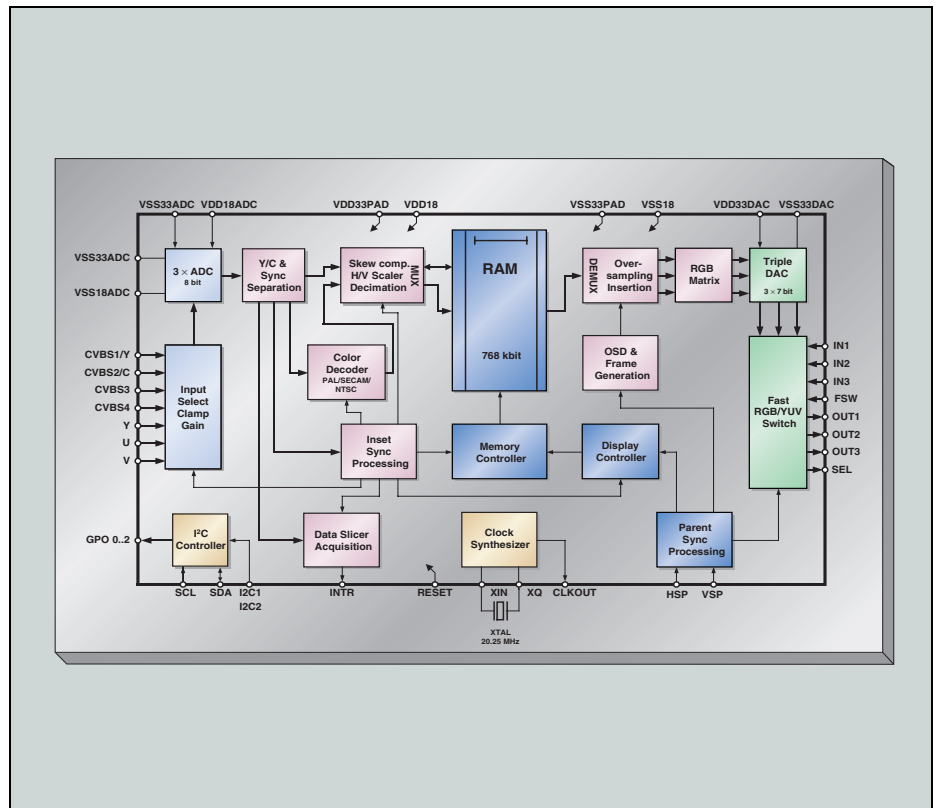 VSS33ADC VDD18ADC VDD33PAD VDD18 VSS33PAD VSS18 VDD33DAC VSS33DAC
VSS33ADC
VSS18ADC
3 × ADC
8 bit
Y/C &
Sync
Separation
Skew comp.
H/V Scaler
Decimation
MUX
RAM
768 kbit
DEMUX
Over-
sampling
Insertion
RGB
Matrix
Triple
DAC
3 × 7 bit
CVBS1/Y
CVBS2/C
CVBS3
CVBS4
Y
U
V
Input
Select
Clamp
Gain
Color
Decoder
PAL/SECAM/
NTSC
OSD &
Frame
Generation
Fast
RGB/YUV
Switch
IN1
IN2
IN3
FSW
OUT1
OUT2
OUT3
SEL
Inset
Sync
Processing
Memory
Controller
Display
Controller
GPO 0..2
I²C
Controller
Data Slicer
Acquisition
Clock
Synthesizer
Parent
Sync
Processing
SCL SDA I2C1 INTR RESET XIN XQ CLKOUT HSP VSP
I2C2
XTAL
20.25 MHz